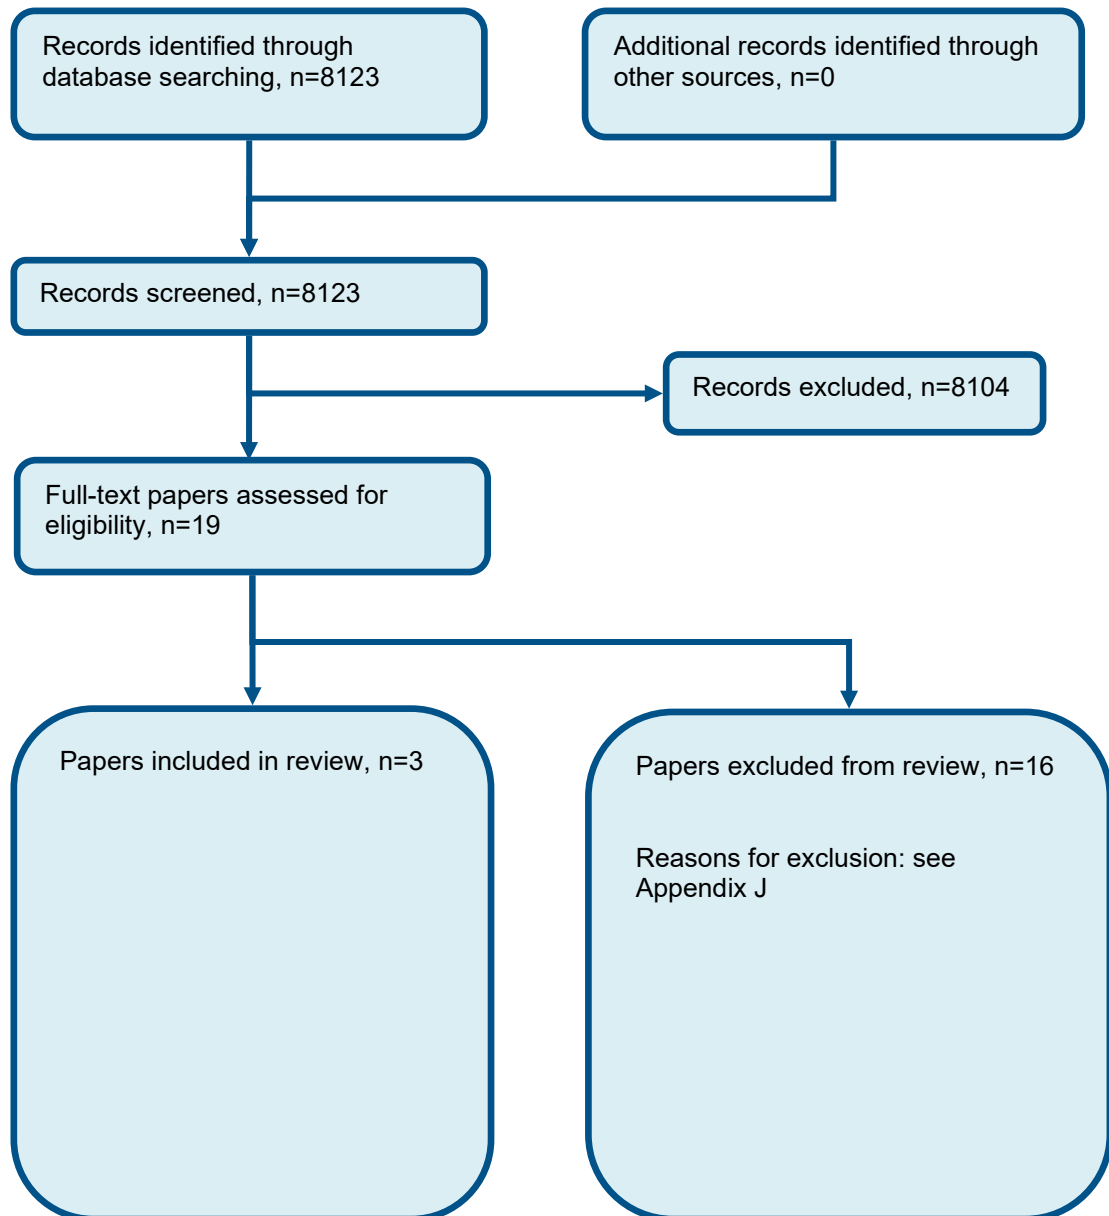 Records identified through
database searching, n=8123
Additional records identified through
other sources, n=0
Records screened, n=8123
Records excluded, n=8104
Full-text papers assessed for
eligibility, n=19
Papers included in review, n=3
Papers excluded from review, n=16
Reasons for exclusion: see
Appendix J